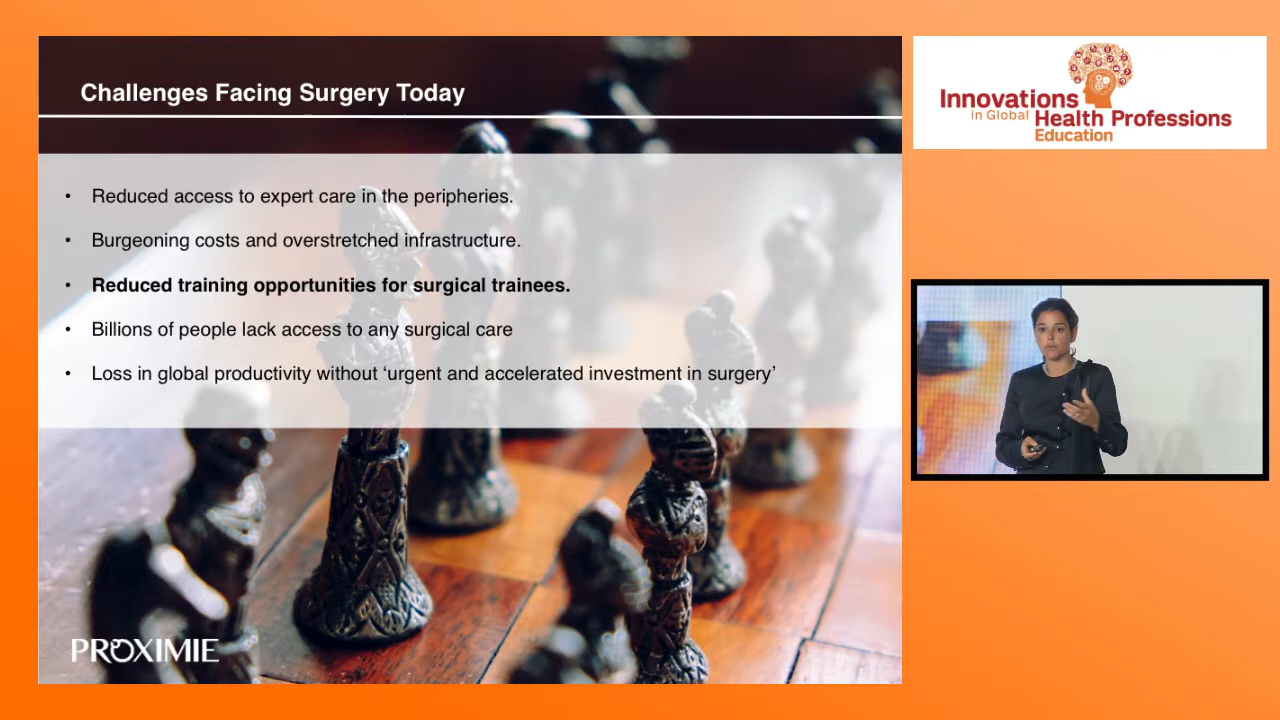 Challenges Facing Surgery Today
• Reduced access to expert care in the peripheries.
• Burgeoning costs and overstretched infrastructure.
• Reduced training opportunities for surgical trainees.
• Billions of people lack access to any surgical care
• Loss in global productivity without ‘urgent and accelerated investment in surgery’
PROXIMIE
Innovations
in Global Health Professions
Education